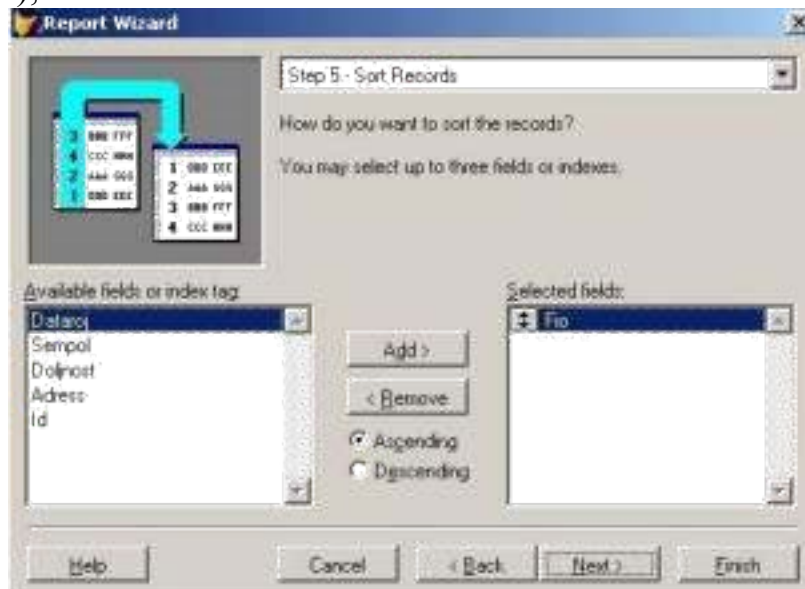 Report Wizard
Step 5 - Sort Records
How do you want to sort the records?
You may select up to three fields or indexes.
Available fields or index tag:
Selected fields:
Dataroj
Fio
Sempol
Doljnost
Adress
Id
Add >
< Remove
Ascending
Descending
Help
Cancel
< Back
Next >
Finish